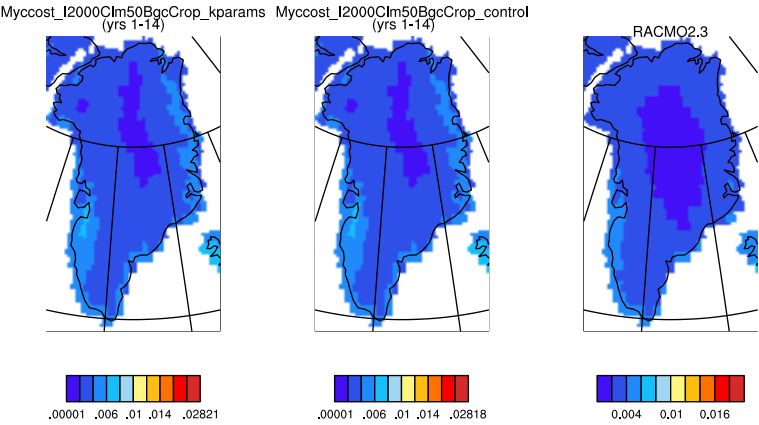 Myccost_I2000Clm50BgcCrop_kparams
(yrs 1-14)
Myccost_I2000Clm50BgcCrop_control
(yrs 1-14)
RACMO2.3
.00001 .006 .01 .014 .02821
.00001 .006 .01 .014 .02818
0.004 0.01 0.016